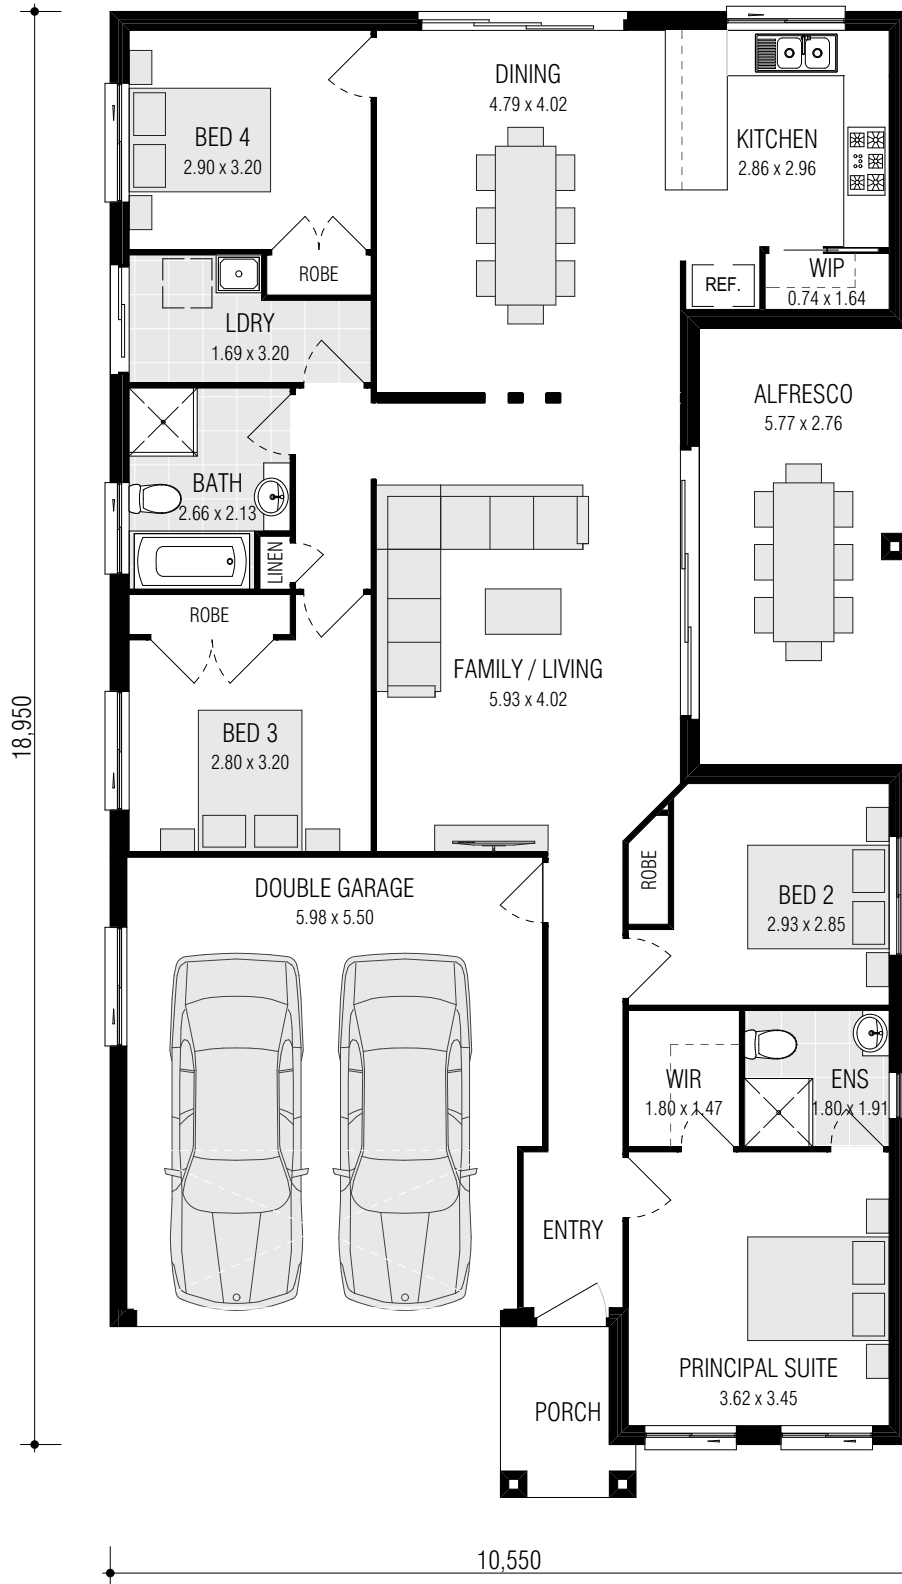 DINING
4.79 x 4.02
BED 4
2.90 x 3.20
KITCHEN
2.86 x 2.96
ROBE
REF.
WIP
0.74 x 1.64
LDRY
1.69 x 3.20
ALFRESCO
5.77 x 2.76
BATH
2.66 x 2.13
LINEN
ROBE
FAMILY / LIVING
5.93 x 4.02
18,950
BED 3
2.80 x 3.20
ROBE
DOUBLE GARAGE
5.98 x 5.50
BED 2
2.93 x 2.85
WIR
1.80 x 1.47
ENS
1.80 x 1.91
ENTRY
PRINCIPAL SUITE
3.62 x 3.45
PORCH
10,550